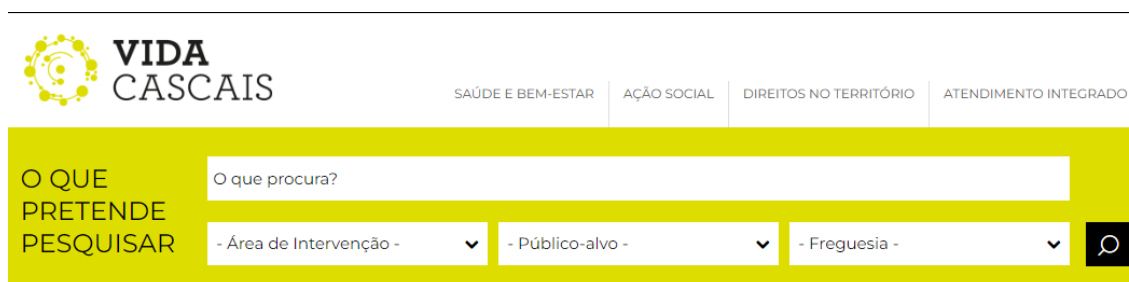 VIDA
CASCAIS
SAÚDE E BEM-ESTAR
AÇÃO SOCIAL
DIREITOS NO TERRITÓRIO
ATENDIMENTO INTEGRADO
O QUE
PRETENDE
PESQUISAR
O que procura?
- Área de Intervenção -
- Público-alvo -
- Freguesia -